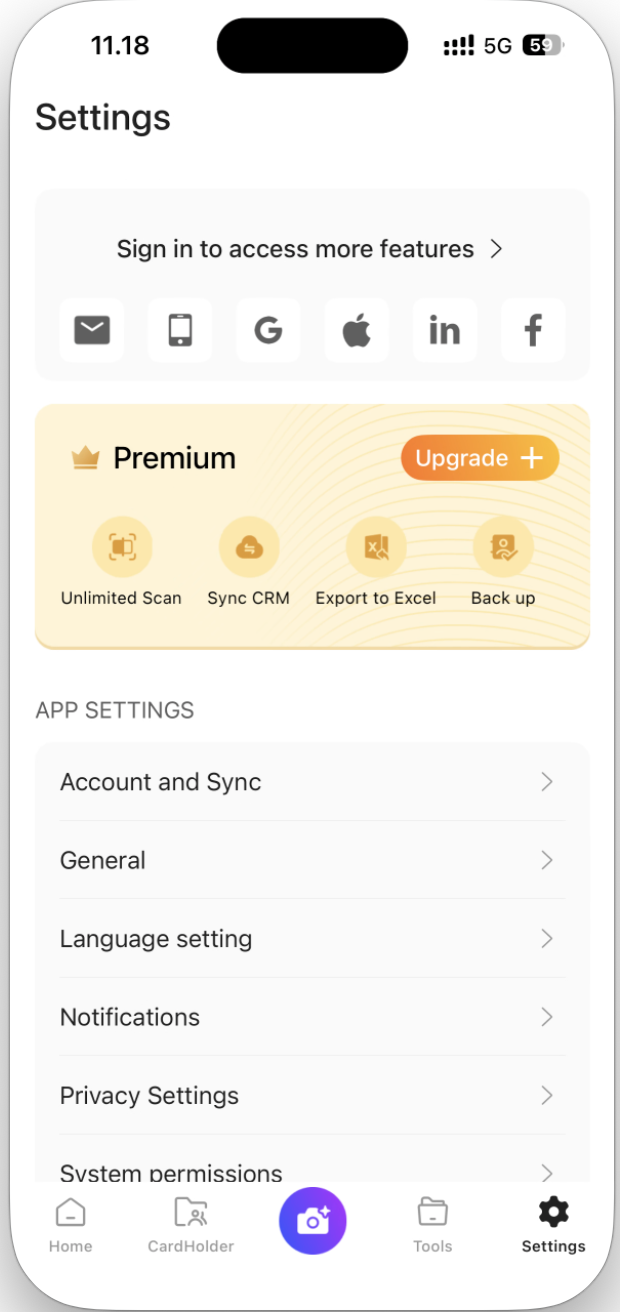 11.18
5G 59
Settings
Sign in to access more features
G in f
Premium
Upgrade
Unlimited Scan Sync CRM Export to Excel Back up
APP SETTINGS
Account and Sync
General
Language setting
Notifications
Privacy Settings
System permissions
Home CardHolder Tools Settings